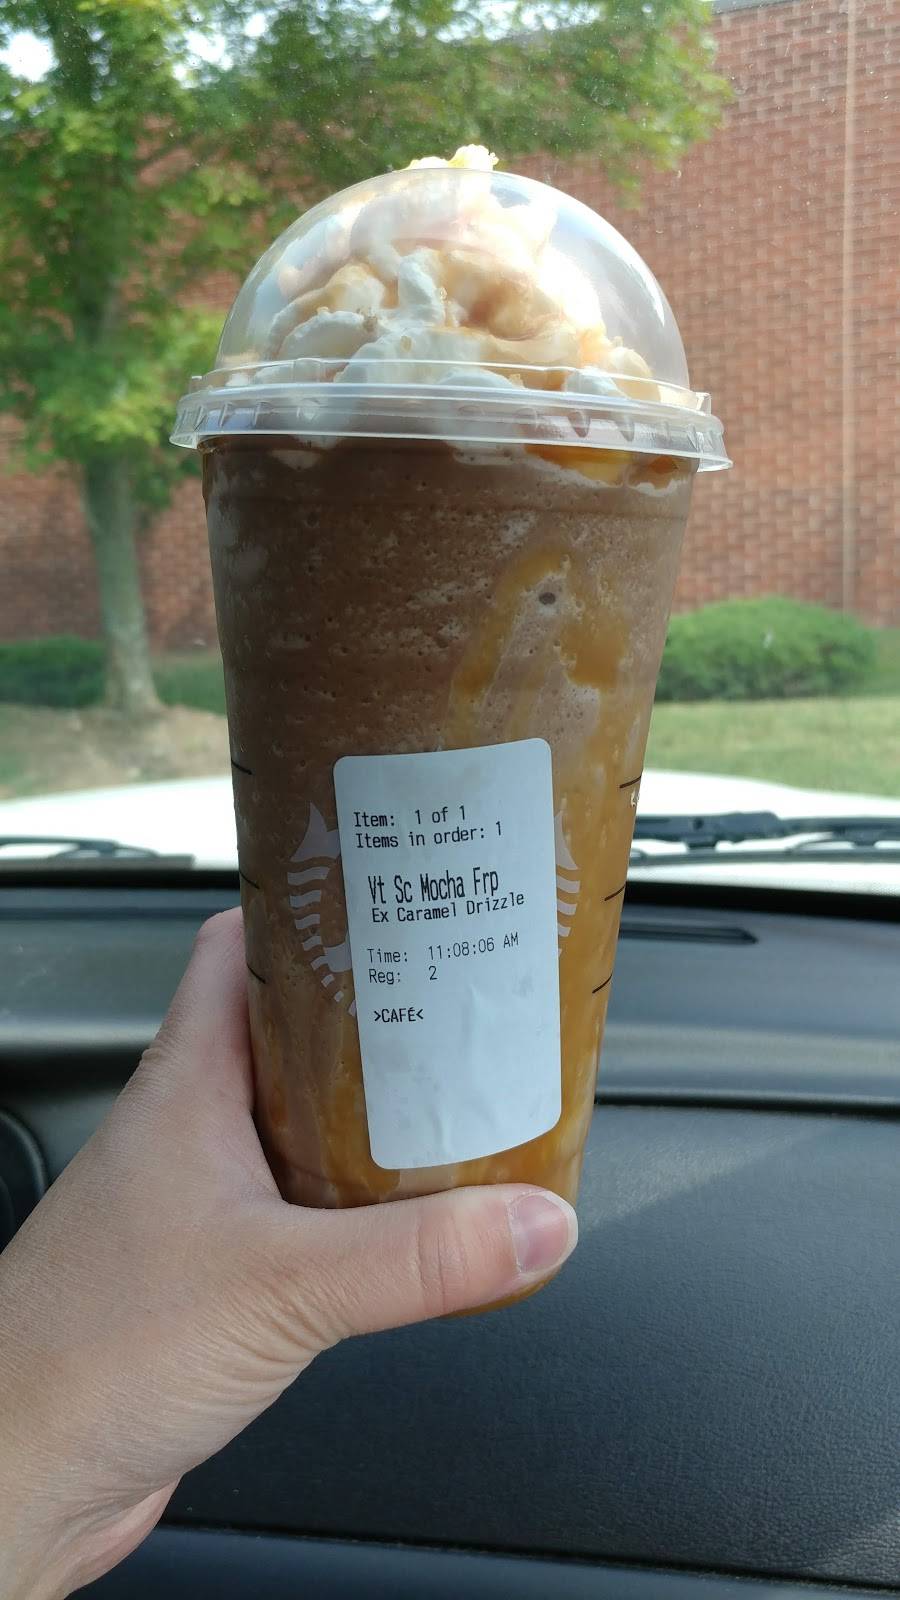 Item: 1 of 1
Items in order: 1
Vt Sc Mocha Frp
Ex Caramel Drizzle
Time: 11:08:06 AM
Reg: 2
>CAFÉ<